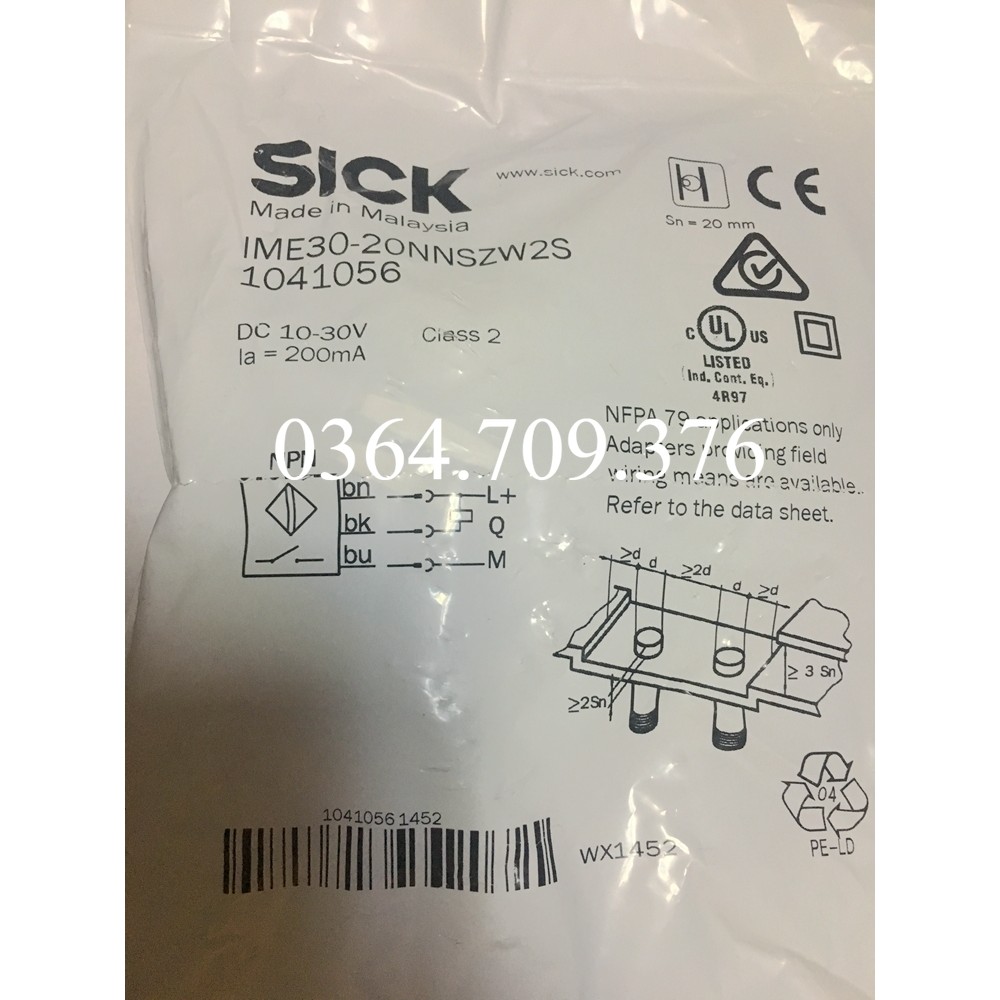 SICK
www.sick.com
Made in Malaysia
Sn = 20 mm
CE
IME30-20NNSZW2S
1041056
DC 10-30V
Class 2
Ia = 200mA
C UL US
LISTED
(Ind. Cont. Eq.)
4R97
NFPA 79 applications only
Adapters providing field
wiring means are available..
Refer to the data sheet.
0364.709.376
NPN
bn
L+
bk
Q
bu
M
≥d d ≥2d d ≥d
≥ 3 Sn
≥2Sn
10410561452
WX1452
04
PE-LD